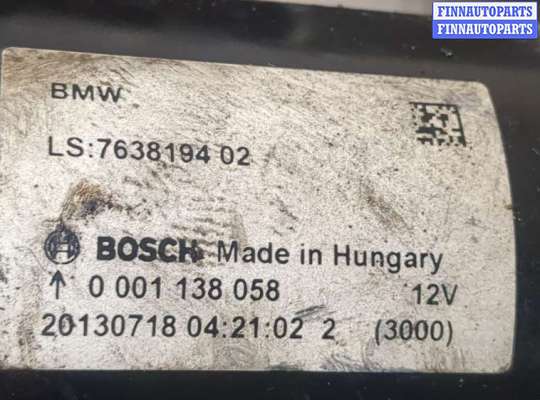 FINNAUTOPARTS
FINNAUTOPARTS
BMW
LS:7638194 02
BOSCH Made in Hungary
↑ 0 001 138 058 12V
20130718 04:21:02 2 (3000)